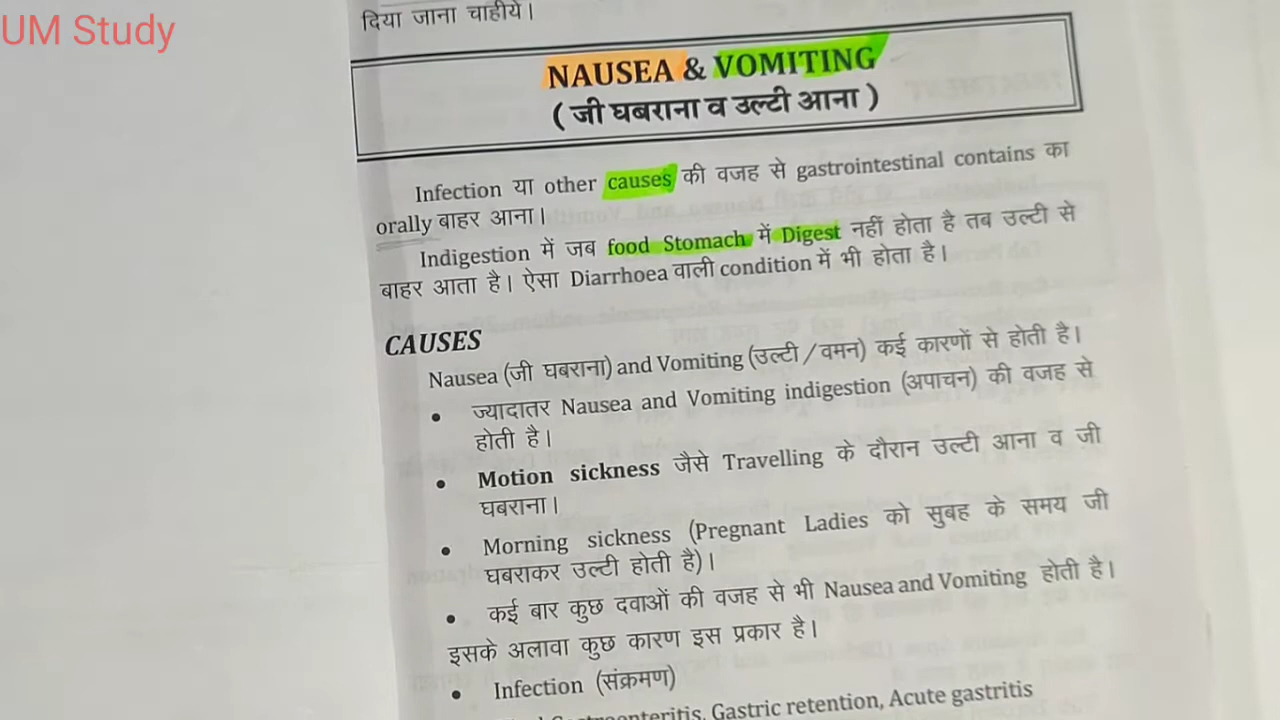 UM Study
दिया जाना चाहीये।
NAUSEA & VOMITING
( जी घबराना व उल्टी आना )
Infection या other causes की वजह से gastrointestinal contains का
orally बाहर आना।
Indigestion में जब food Stomach में Digest नहीं होता है तब उल्टी से
बाहर आता है। ऐसा Diarrhoea वाली condition में भी होता है।
CAUSES
Nausea (जी घबराना) and Vomiting (उल्टी / वमन) कई कारणों से होती है।
• ज्यादातर Nausea and Vomiting indigestion (अपाचन) की वजह से
होती है।
• Motion sickness जैसे Travelling के दौरान उल्टी आना व जी
घबराना।
• Morning sickness (Pregnant Ladies को सुबह के समय जी
घबराकर उल्टी होती है)।
• कई बार कुछ दवाओं की वजह से भी Nausea and Vomiting होती है।
इसके अलावा कुछ कारण इस प्रकार है।
• Infection (संक्रमण)
Gastric retention, Acute gastritis